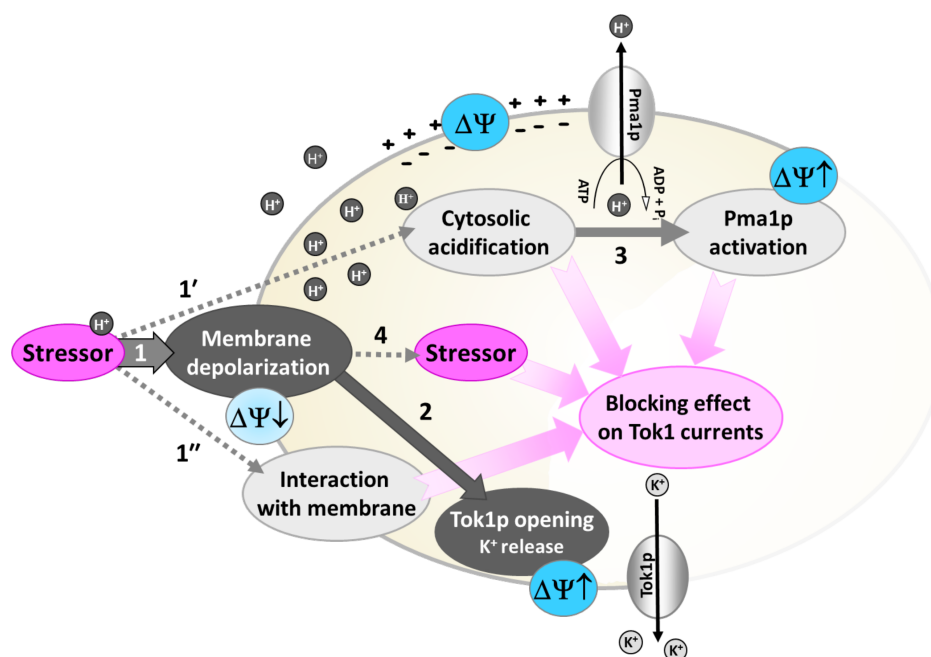 H⁺
Pma1p
+ + + + + +
- - - - - -
ΔΨ
ΔΨ↑
H⁺
H⁺
H⁺
H⁺
ATP
H⁺
ADP + Pi
Cytosolic
acidification
3
Pma1p
activation
H⁺
H⁺
1′
H⁺
Stressor
1
Membrane
depolarization
4
Stressor
ΔΨ↓
2
Blocking effect
on Tok1 currents
1″
Interaction
with membrane
K⁺
Tok1p opening
K⁺ release
Tok1p
ΔΨ↑
K⁺
K⁺